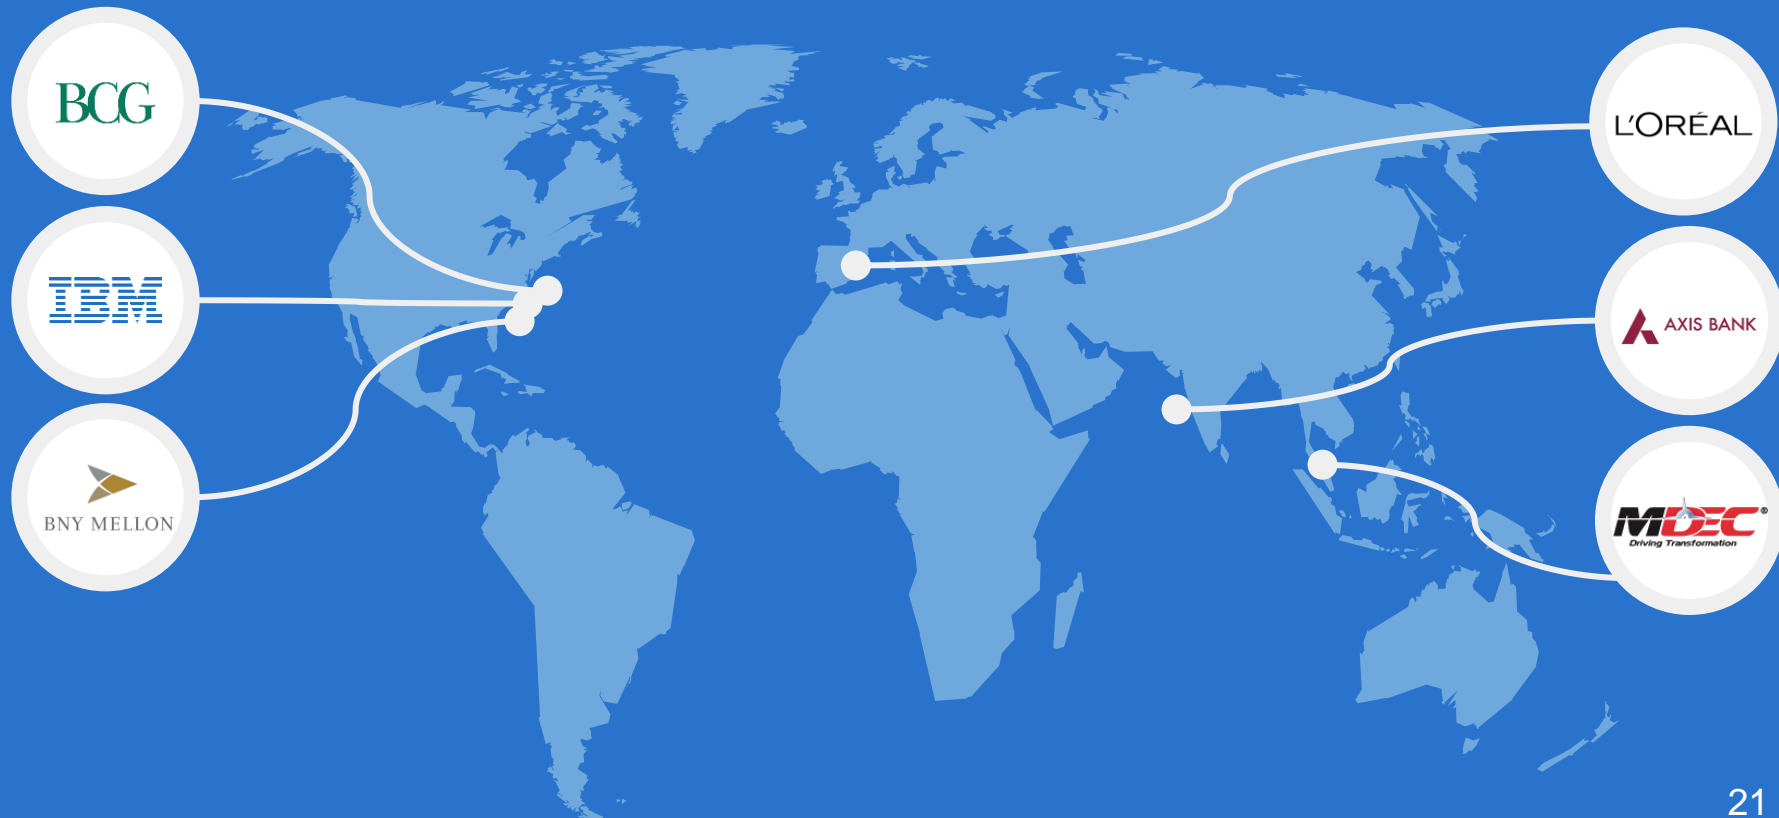 BCG
IBM
BNY MELLON
L'ORÉAL
AXIS BANK
MDEC®
Driving Transformation
21